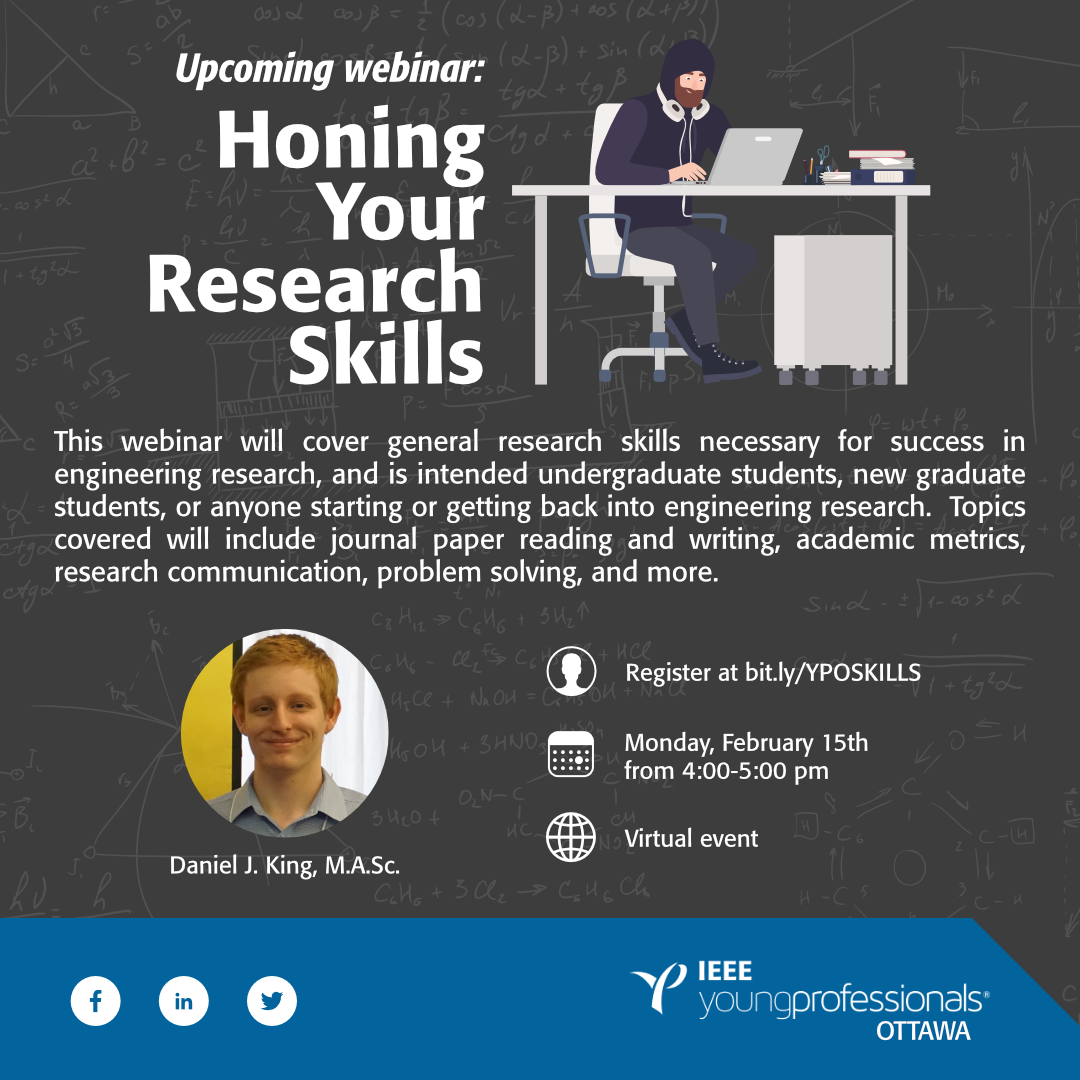 Upcoming webinar:
Honing
Your
Research
Skills
This webinar will cover general research skills necessary for success in
engineering research, and is intended undergraduate students, new graduate
students, or anyone starting or getting back into engineering research. Topics
covered will include journal paper reading and writing, academic metrics,
research communication, problem solving, and more.
Register at bit.ly/YPOSKILLS
Monday, February 15th
from 4:00-5:00 pm
Virtual event
Daniel J. King, M.A.Sc.
f
in
IEEE
youngprofessionals®
OTTAWA